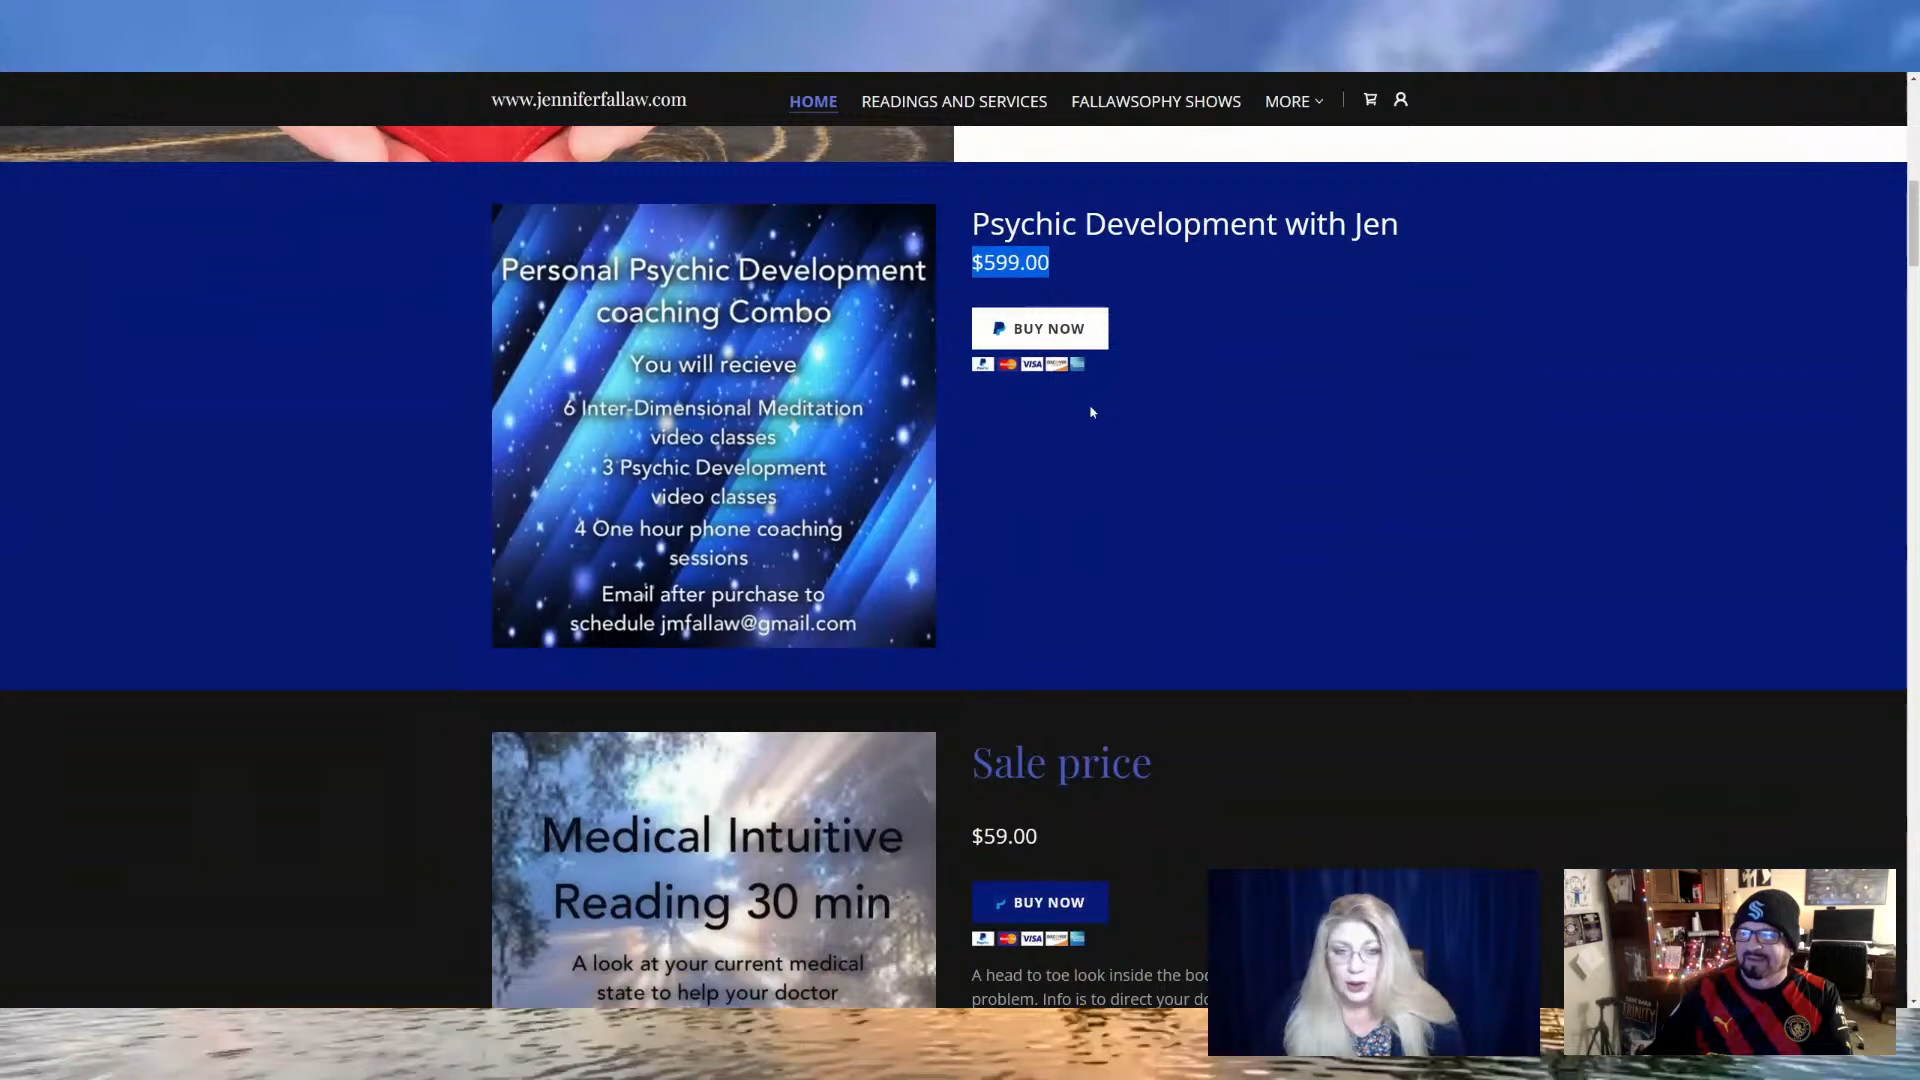 www.jenniferfallaw.com
HOME
READINGS AND SERVICES
FALLAWSOPHY SHOWS
MORE
Personal Psychic Development
coaching Combo
You will recieve
6 Inter-Dimensional Meditation
video classes
3 Psychic Development
video classes
4 One hour phone coaching
sessions
Email after purchase to
schedule jmfallaw@gmail.com
Psychic Development with Jen
$599.00
BUY NOW
VISA
Medical Intuitive
Reading 30 min
A look at your current medical
state to help your doctor
Sale price
$59.00
BUY NOW
VISA
A head to toe look inside the
problem. Info is to direct your
TRINITY